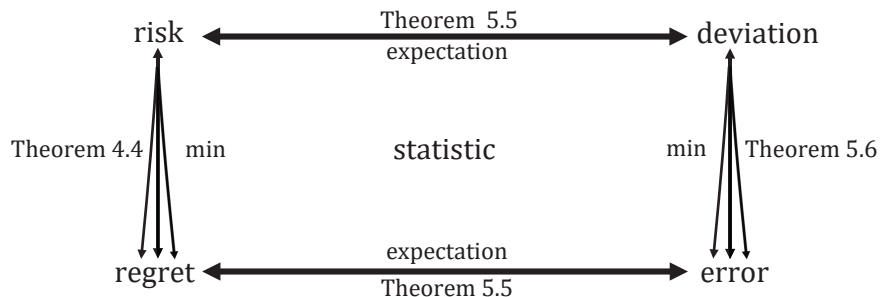 Theorem 5.5
risk
deviation
expectation
Theorem 4.4
min
statistic
min
Theorem 5.6
expectation
regret
error
Theorem 5.5